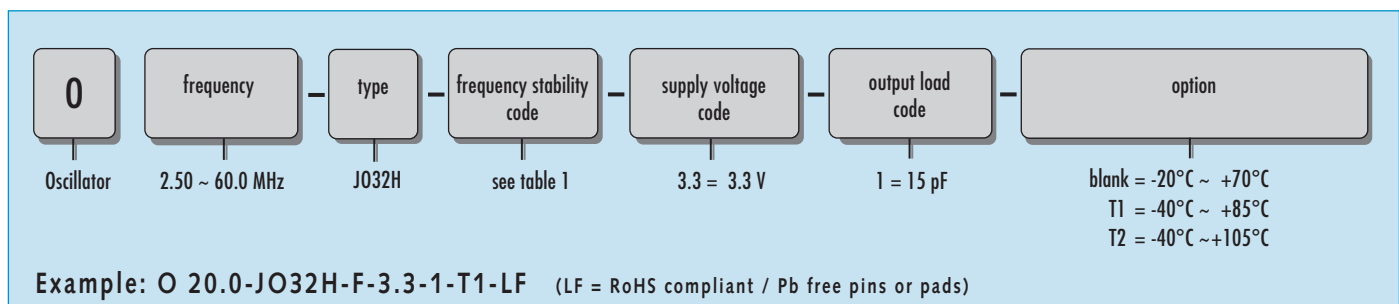 O
frequency
–
type
–
frequency stability
code
–
supply voltage
code
–
output load
code
–
option
Oscillator
2.50 ~ 60.0 MHz
JO32H
see table 1
3.3 = 3.3 V
1 = 15 pF
blank = -20°C ~ +70°C
T1 = -40°C ~ +85°C
T2 = -40°C ~+105°C
Example: O 20.0-JO32H-F-3.3-1-T1-LF (LF = RoHS compliant / Pb free pins or pads)